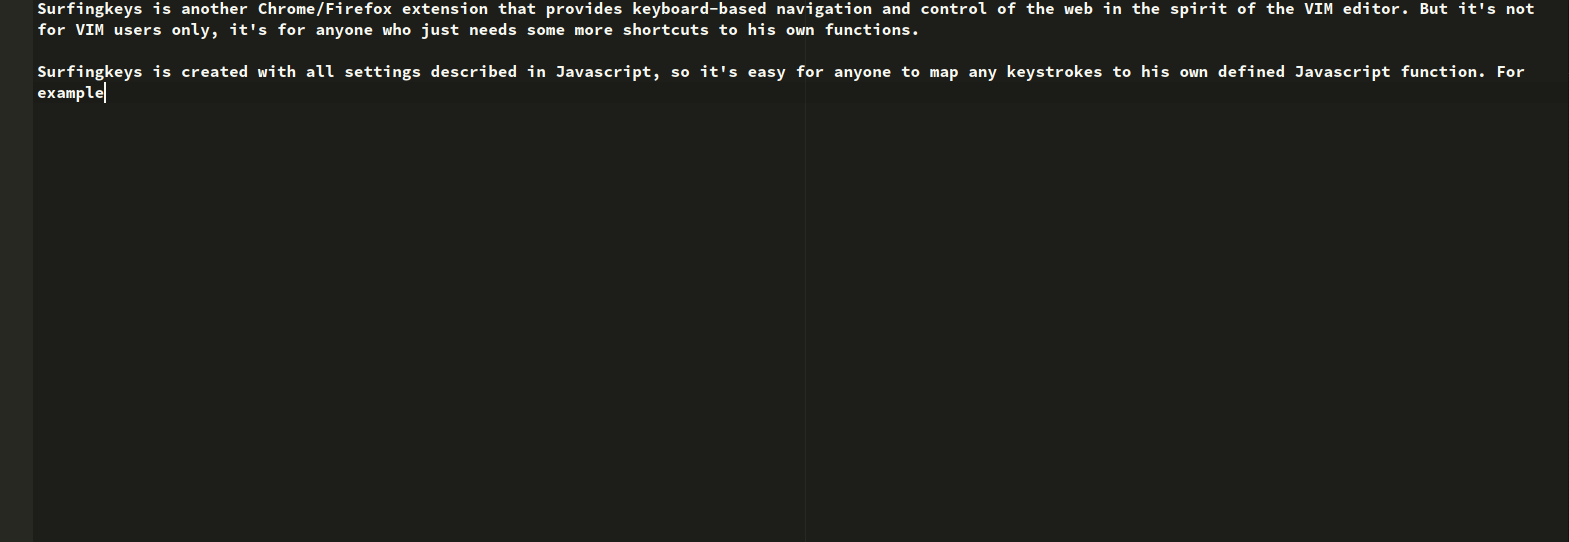 Surfingkeys is another Chrome/Firefox extension that provides keyboard-based navigation and control of the web in the spirit of the VIM editor. But it's not
for VIM users only, it's for anyone who just needs some more shortcuts to his own functions.
Surfingkeys is created with all settings described in Javascript, so it's easy for anyone to map any keystrokes to his own defined Javascript function. For
example